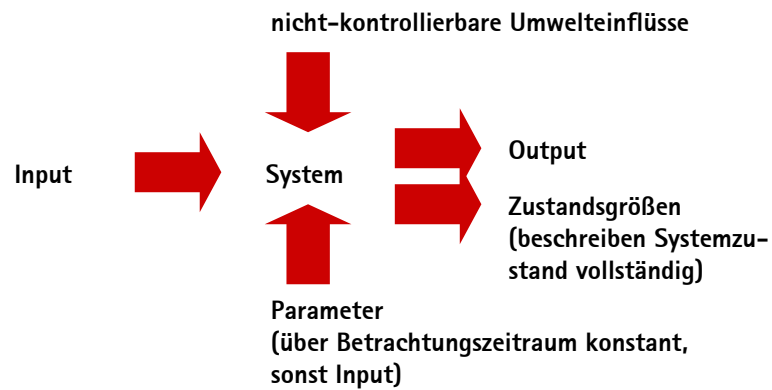 nicht-kontrollierbare Umwelteinflüsse
Input
System
Output
Zustandsgrößen
(beschreiben Systemzu-
stand vollständig)
Parameter
(über Betrachtungszeitraum konstant,
sonst Input)